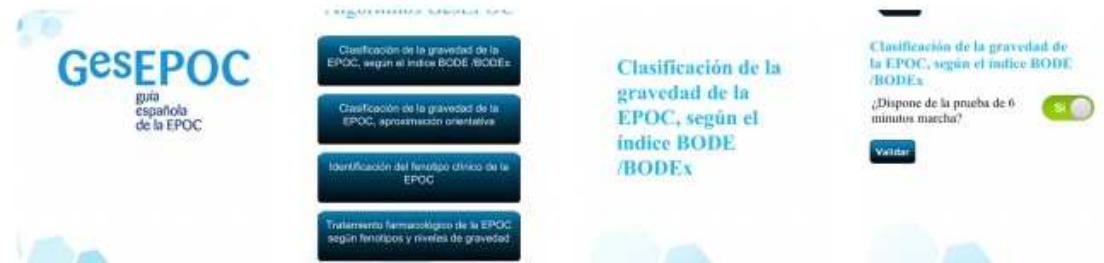 GesEPOC
guía
española
de la EPOC
Algoritmos GesEPOC
Clasificación de la gravedad de la
EPOC, según el índice BODE /BODEx
Clasificación de la gravedad de la
EPOC, aproximación orientativa
Identificación del fenotipo clínico de la
EPOC
Tratamiento farmacológico de la EPOC
según fenotipos y niveles de gravedad
Clasificación de la
gravedad de la
EPOC, según el
índice BODE
/BODEx
Clasificación de la gravedad de
la EPOC, según el índice BODE
/BODEx
¿Dispone de la prueba de 6
minutos marcha?
Si
Validar